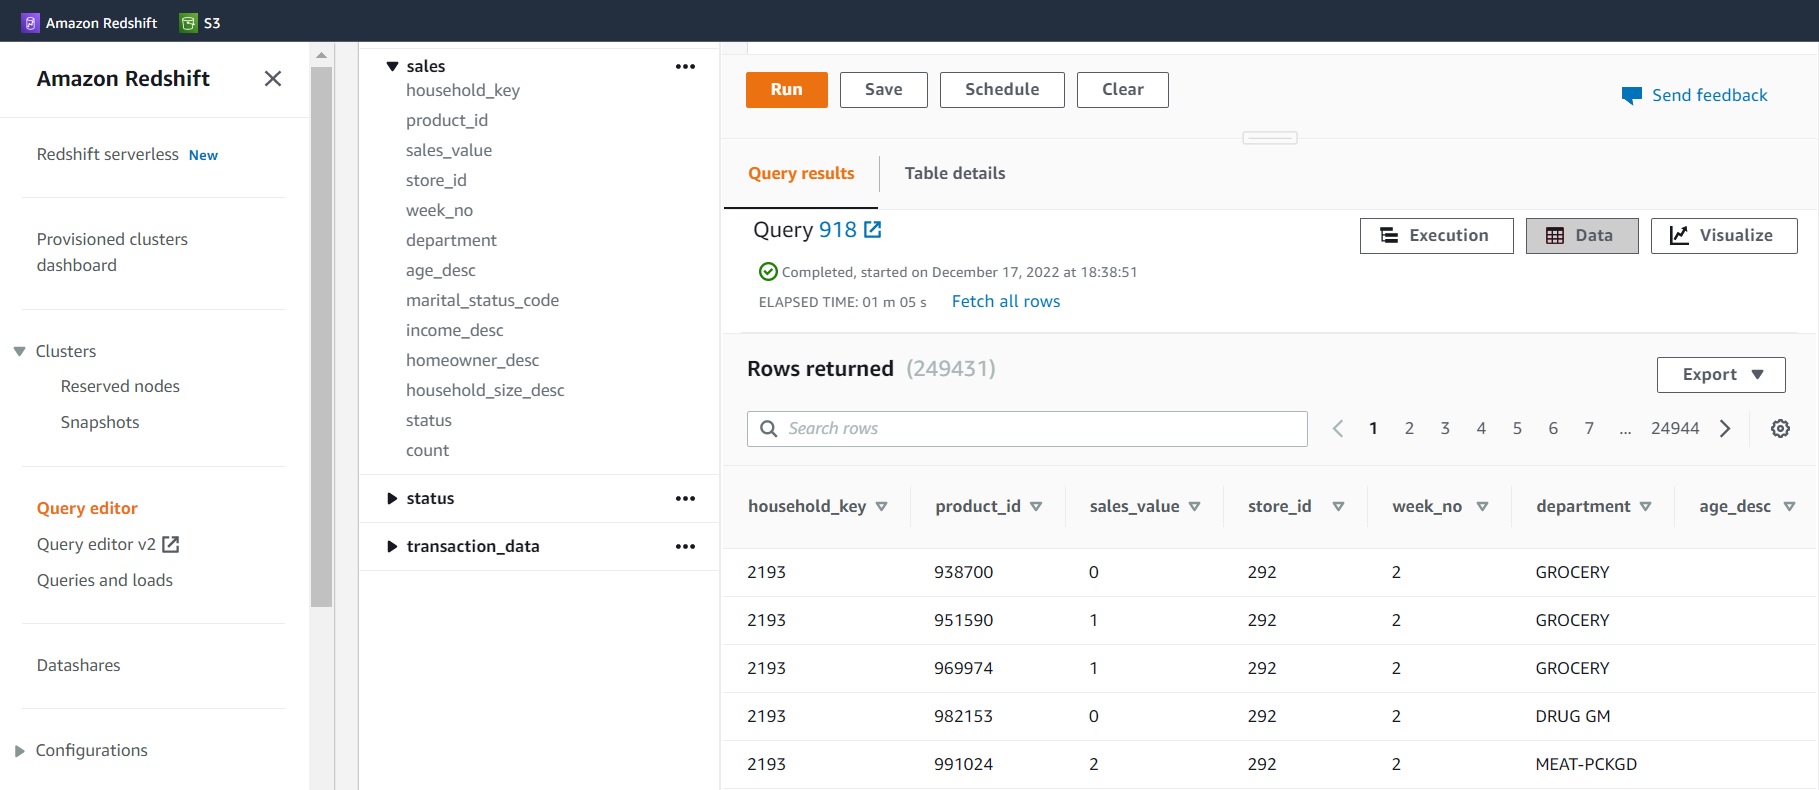 Amazon Redshift S3
Amazon Redshift
Redshift serverless New
Provisioned clusters
dashboard
Clusters
Reserved nodes
Snapshots
Query editor
Query editor v2
Queries and loads
Datashares
Configurations
sales
household_key
product_id
sales_value
store_id
week_no
department
age_desc
marital_status_code
income_desc
homeowner_desc
household_size_desc
status
count
status
transaction_data
Run Save Schedule Clear
Send feedback
Query results Table details
Query 918
Execution Data Visualize
Completed, started on December 17, 2022 at 18:38:51
ELAPSED TIME: 01 m 05 s Fetch all rows
Rows returned (249431)
Export
Search rows
1 2 3 4 5 6 7 ... 24944
household_key product_id sales_value store_id week_no department age_desc
2193 938700 0 292 2 GROCERY
2193 951590 1 292 2 GROCERY
2193 969974 1 292 2 GROCERY
2193 982153 0 292 2 DRUG GM
2193 991024 2 292 2 MEAT-PCKGD